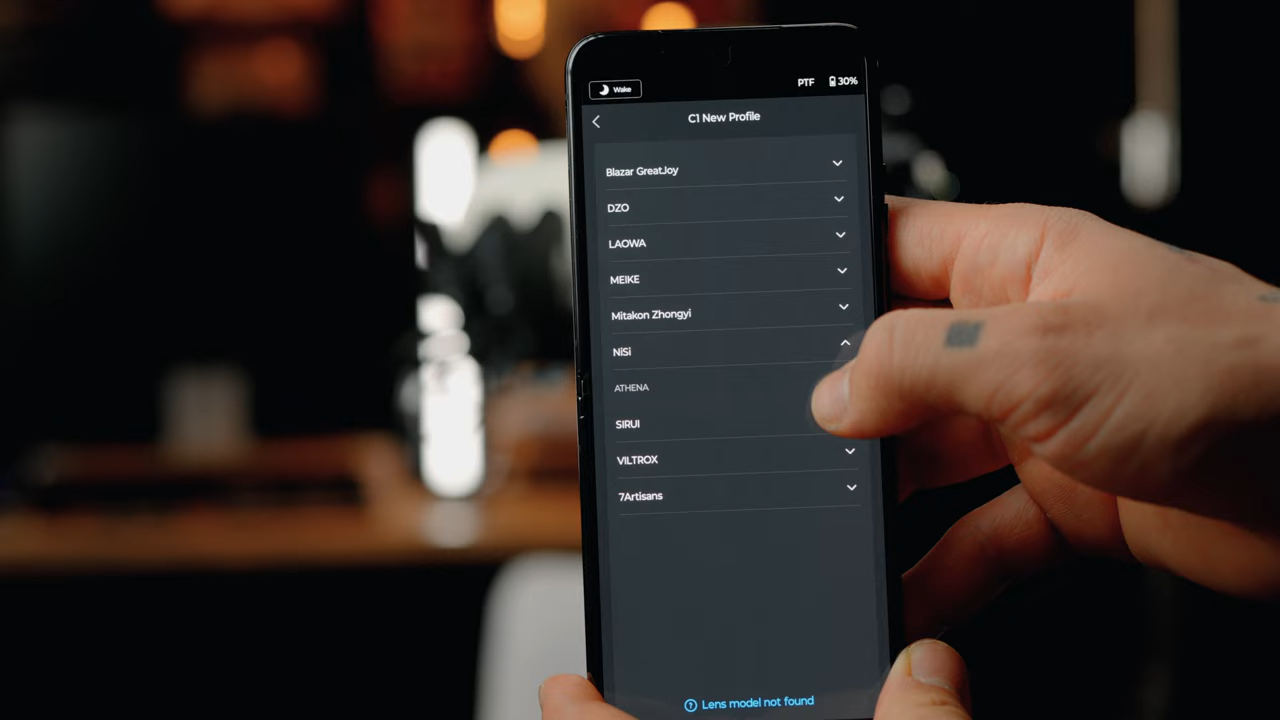 Wake
PTF 30%
C1 New Profile
Blazar GreatJoy
DZO
LAOWA
MEIKE
Mitakon Zhongyi
NiSi
ATHENA
SIRUI
VILTROX
7Artisans
Lens model not found